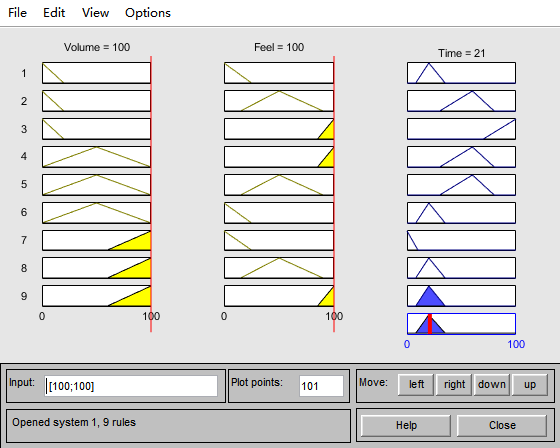 File Edit View Options
Volume = 100 Feel = 100 Time = 21
1
2
3
4
5
6
7
8
9
0 100 0 100
0 100
Input: [100;100] Plot points: 101 Move: left right down up
Opened system 1, 9 rules Help Close